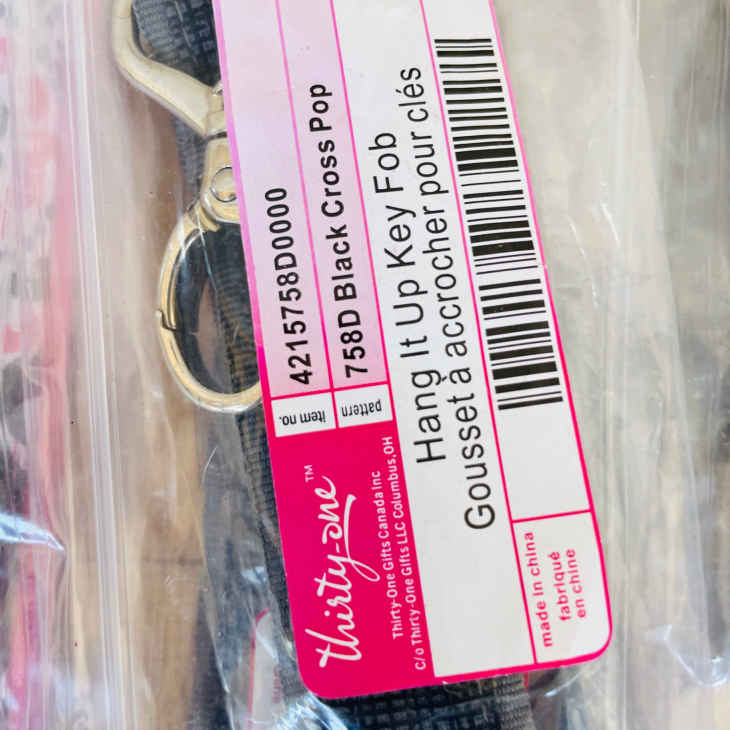 item no.
4215758D0000
pattern
758D Black Cross Pop
Hang It Up Key Fob
Gousset à accrocher pour clés
thirty-one™
Thirty-One Gifts Canada Inc
C/o Thirty-One Gifts LLC Columbus,OH
made in china
fabriqué
en chine